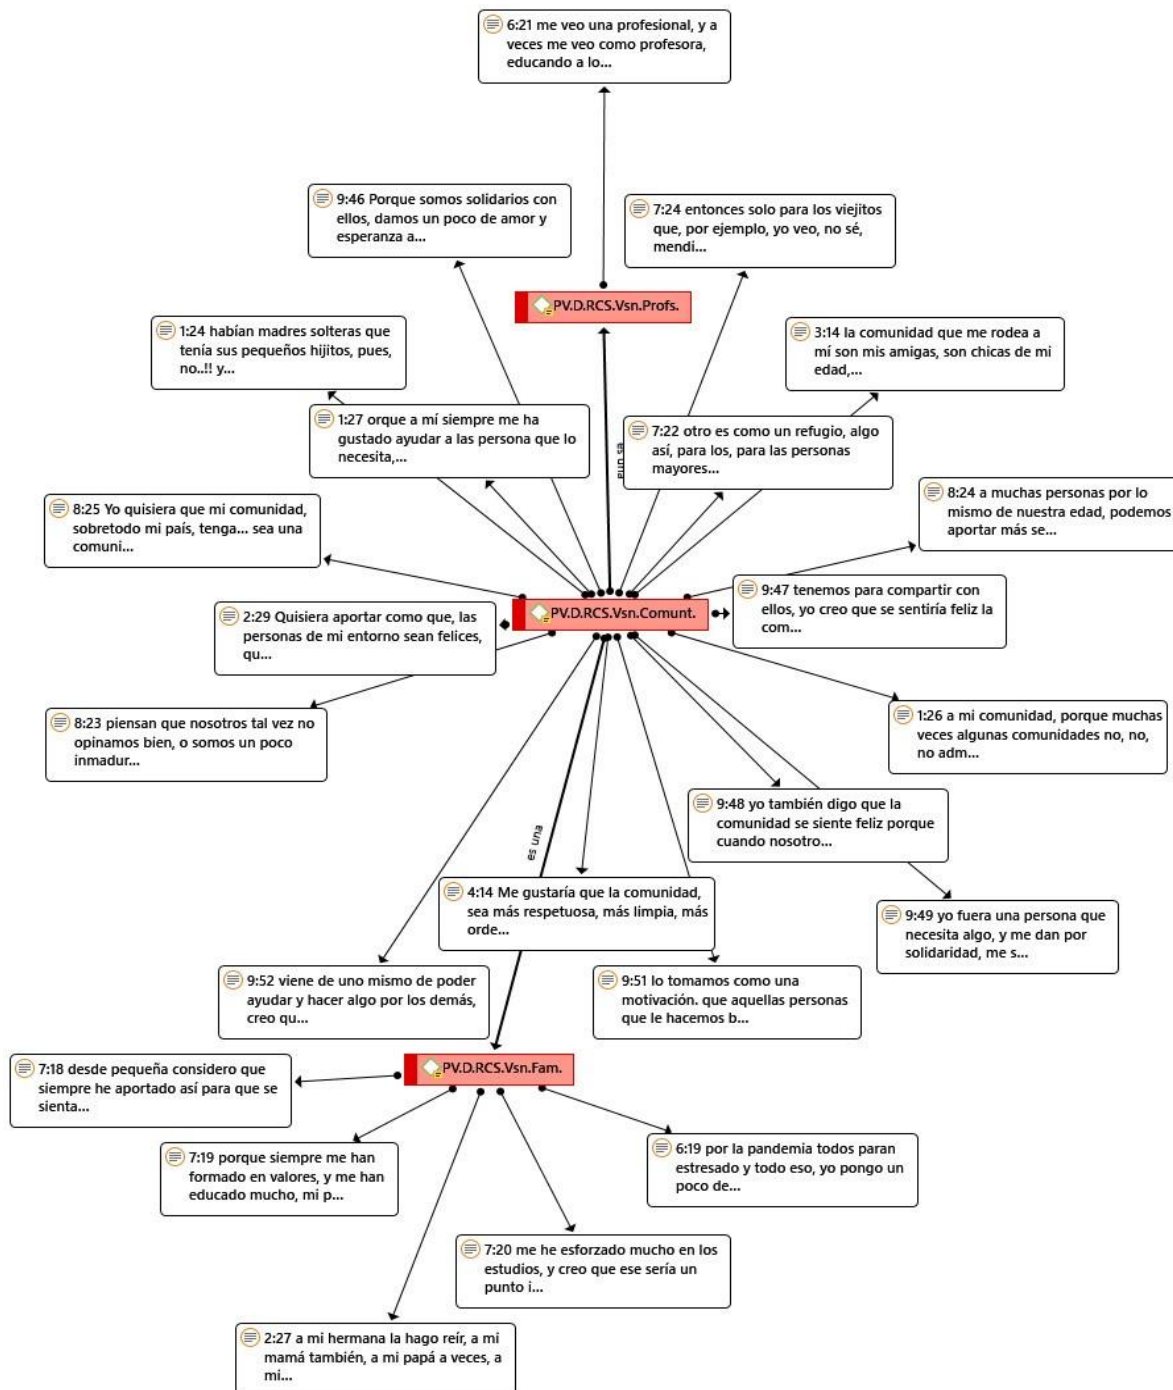 6:21 me veo una profesional, y a
veces me veo como profesora,
educando a lo...
9:46 Porque somos solidarios con
ellos, damos un poco de amor y
esperanza a...
7:24 entonces solo para los viejitos
que, por ejemplo, yo veo, no sé,
mendi...
PV.D.RCS.Vsn.Profs.
1:24 habían madres solteras que
tenía sus pequeños hijitos, pues,
no..!! y...
3:14 la comunidad que me rodea a
mí son mis amigas, son chicas de mi
edad,...
1:27 orque a mí siempre me ha
gustado ayudar a las persona que lo
necesita,...
7:22 otro es como un refugio, algo
así, para los, para las personas
mayores...
es una
8:25 Yo quisiera que mi comunidad,
sobretodo mi país, tenga... sea una
comuni...
8:24 a muchas personas por lo
mismo de nuestra edad, podemos
aportar más se...
2:29 Quisiera aportar como que, las
personas de mi entorno sean felices,
qu...
PV.D.RCS.Vsn.Comunt.
9:47 tenemos para compartir con
ellos, yo creo que se sentiría feliz la
com...
8:23 piensan que nosotros tal vez no
opinamos bien, o somos un poco
inmadur...
1:26 a mi comunidad, porque muchas
veces algunas comunidades no, no,
no adm...
9:48 yo también digo que la
comunidad se siente feliz porque
cuando nosotro...
es una
4:14 Me gustaría que la comunidad,
sea más respetuosa, más limpia, más
orde...
9:49 yo fuera una persona que
necesita algo, y me dan por
solidaridad, me s...
9:52 viene de uno mismo de poder
ayudar y hacer algo por los demás,
creo qu...
9:51 lo tomamos como una
motivación. que aquellas personas
que le hacemos b...
7:18 desde pequeña considero que
siempre he aportado así para que se
sienta...
PV.D.RCS.Vsn.Fam.
7:19 porque siempre me han
formado en valores, y me han
educado mucho, mi p...
6:19 por la pandemia todos paran
estresado y todo eso, yo pongo un
poco de...
7:20 me he esforzado mucho en los
estudios, y creo que ese sería un
punto i...
2:27 a mi hermana la hago reír, a mi
mamá también, a mi papá a veces, a
mi...